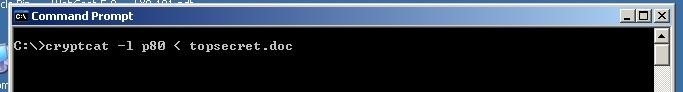 Command Prompt
C:\>cryptcat -l p80 < topsecret.doc